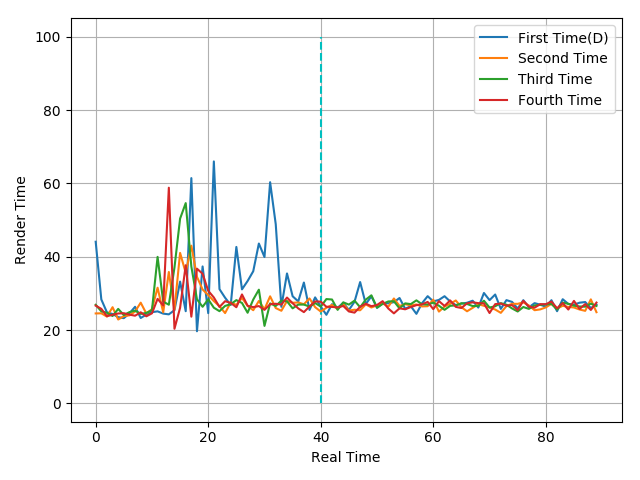 First Time(D)
Second Time
Third Time
Fourth Time
100
80
60
40
20
0
Render Time
0 20 40 60 80
Real Time